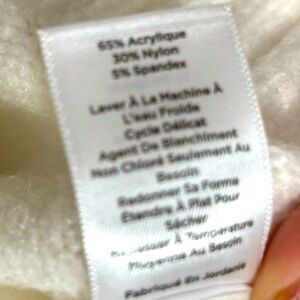 65% Acrylique
30% Nylon
5% Spandex
Laver À La Machine À
L'eau Froide
Cycle Délicat
Agent De Blanchiment
Non Chloré Seulement Au
Besoin
Redonner Sa Forme
Étendre À Plat Pour
Sécher
À Température
Moyenne Au Besoin
Fabriqué En Jordanie